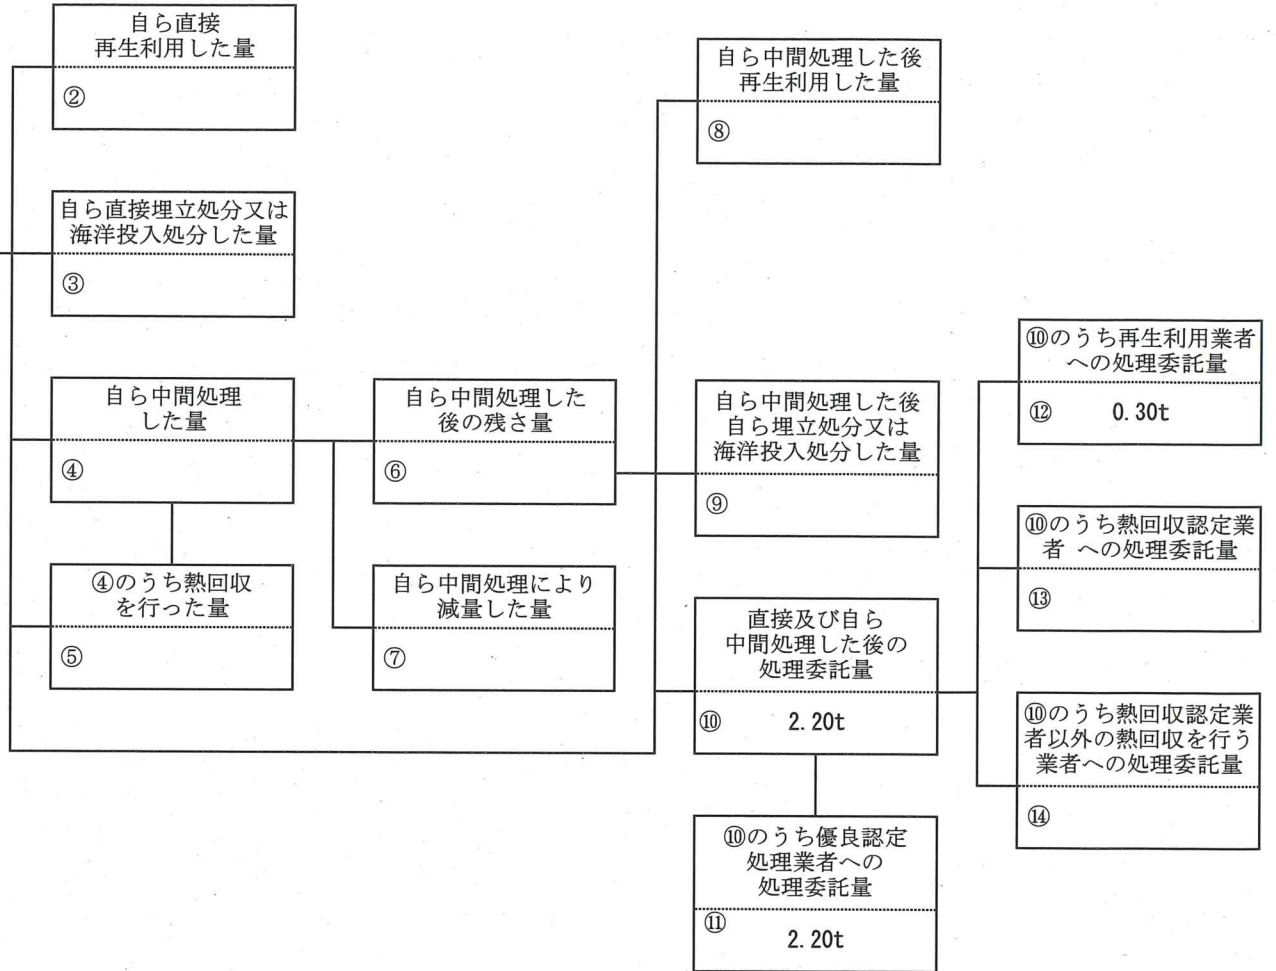 自ら直接
再生利用した量
②
自ら直接埋立処分又は
海洋投入処分した量
③
自ら中間処理
した量
④
④のうち熱回収
を行った量
⑤
自ら中間処理した
後の残さ量
⑥
自ら中間処理により
減量した量
⑦
自ら中間処理した後
再生利用した量
⑧
自ら中間処理した後
自ら埋立処分又は
海洋投入処分した量
⑨
直接及び自ら
中間処理した後の
処理委託量
⑩ 2.20t
⑩のうち優良認定
処理業者への
処理委託量
⑪ 2.20t
⑩のうち再生利用業者
への処理委託量
⑫ 0.30t
⑩のうち熱回収認定業
者 への処理委託量
⑬
⑩のうち熱回収認定業
者以外の熱回収を行う
業者への処理委託量
⑭